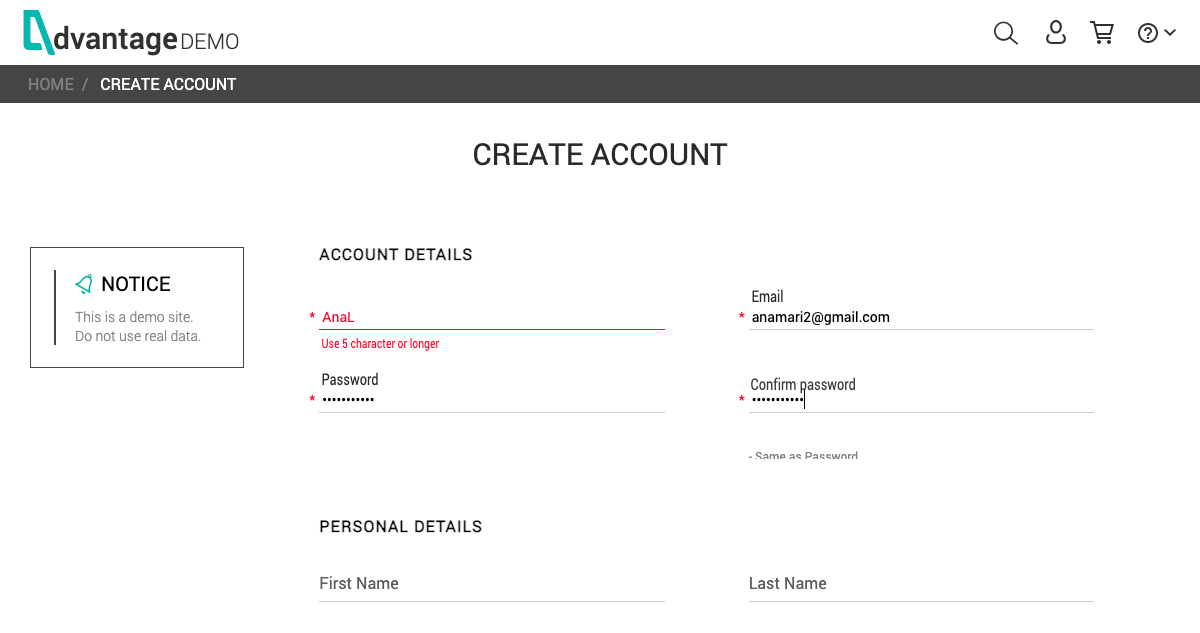 dvantage DEMO
HOME / CREATE ACCOUNT
CREATE ACCOUNT
NOTICE
This is a demo site.
Do not use real data.
ACCOUNT DETAILS
* AnaL
Use 5 character or longer
Email
* anamari2@gmail.com
Password
* •••••••••••
Confirm password
* •••••••••••
- Same as Password
PERSONAL DETAILS
First Name
Last Name